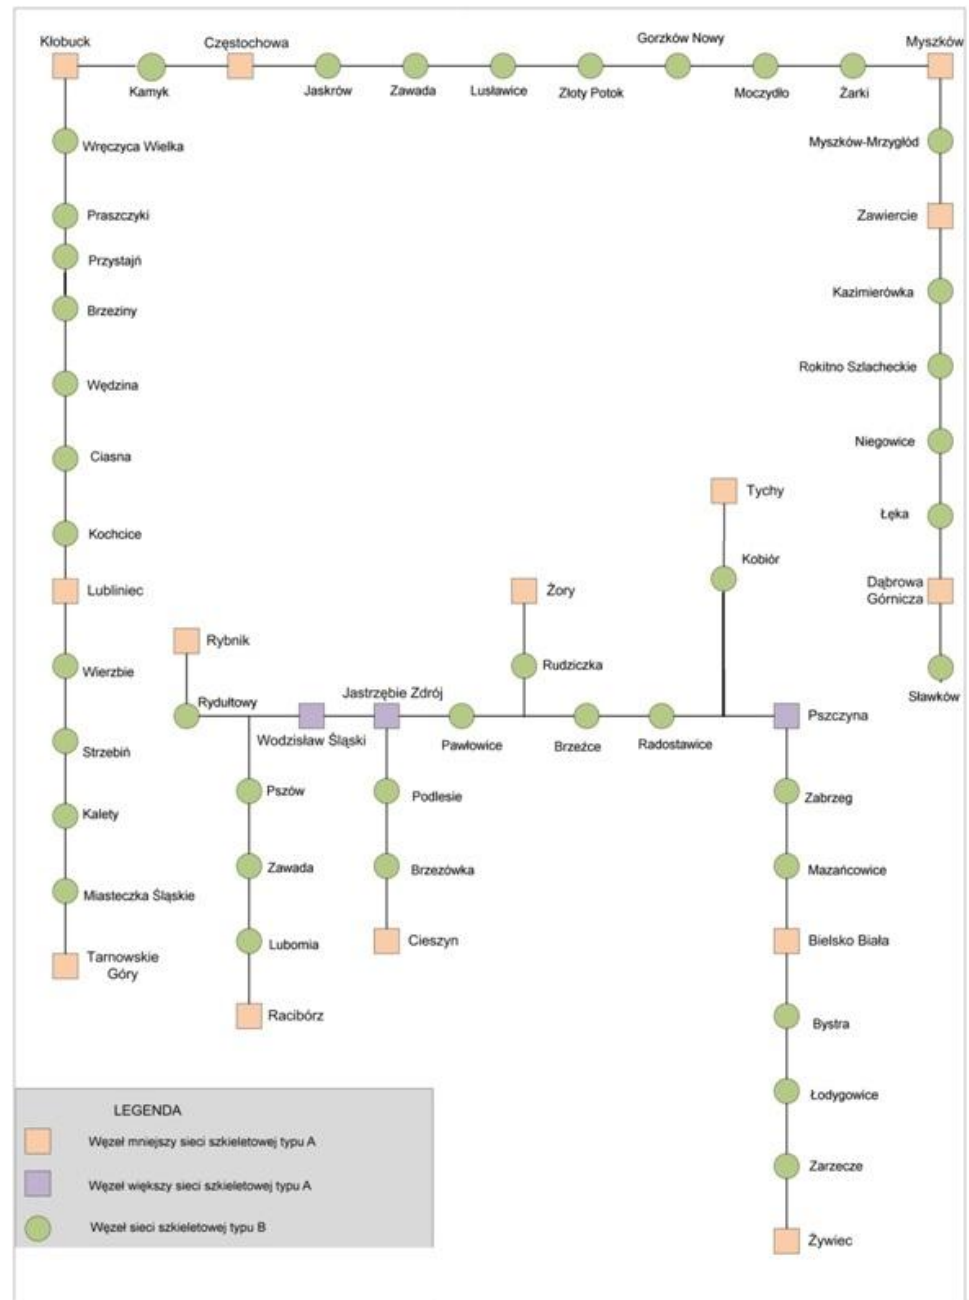 Gorzków Nowy
Kłobuck
Częstochowa
Myszków
Kamyk
Jaskrów
Zawada
Lusławice
Złoty Potok
Moczydło
Żarki
Wręczyca Wielka
Myszków-Mrzygłód
Praszczyki
Zawiercie
Przystajń
Kazimierówka
Brzeziny
Rokitno Szlacheckie
Wędzina
Niegowice
Ciasna
Tychy
Łęka
Kochcice
Kobiór
Dąbrowa
Górnicza
Lubliniec
Żory
Rybnik
Wierzbie
Rudziczka
Jastrzębie Zdrój
Sławków
Rydułtowy
Pszczyna
Wodzisław Śląski
Pawłowice
Brzeźce
Radostawice
Strzebiń
Pszów
Podlesie
Zabrzeg
Kalety
Zawada
Brzezówka
Mazańcowice
Miasteczka Śląskie
Lubomia
Cieszyn
Bielsko Biała
Tarnowskie
Góry
Racibórz
Bystra
Łodygowice
LEGENDA
Węzeł mniejszy sieci szkieletowej typu A
Zarzecze
Węzeł większy sieci szkieletowej typu A
Węzeł sieci szkieletowej typu B
Żywiec